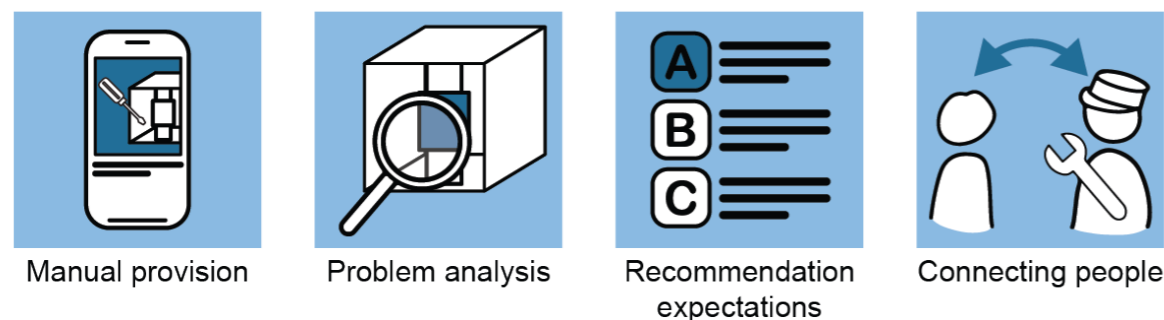 A
B
C
Manual provision
Problem analysis
Recommendation
expectations
Connecting people